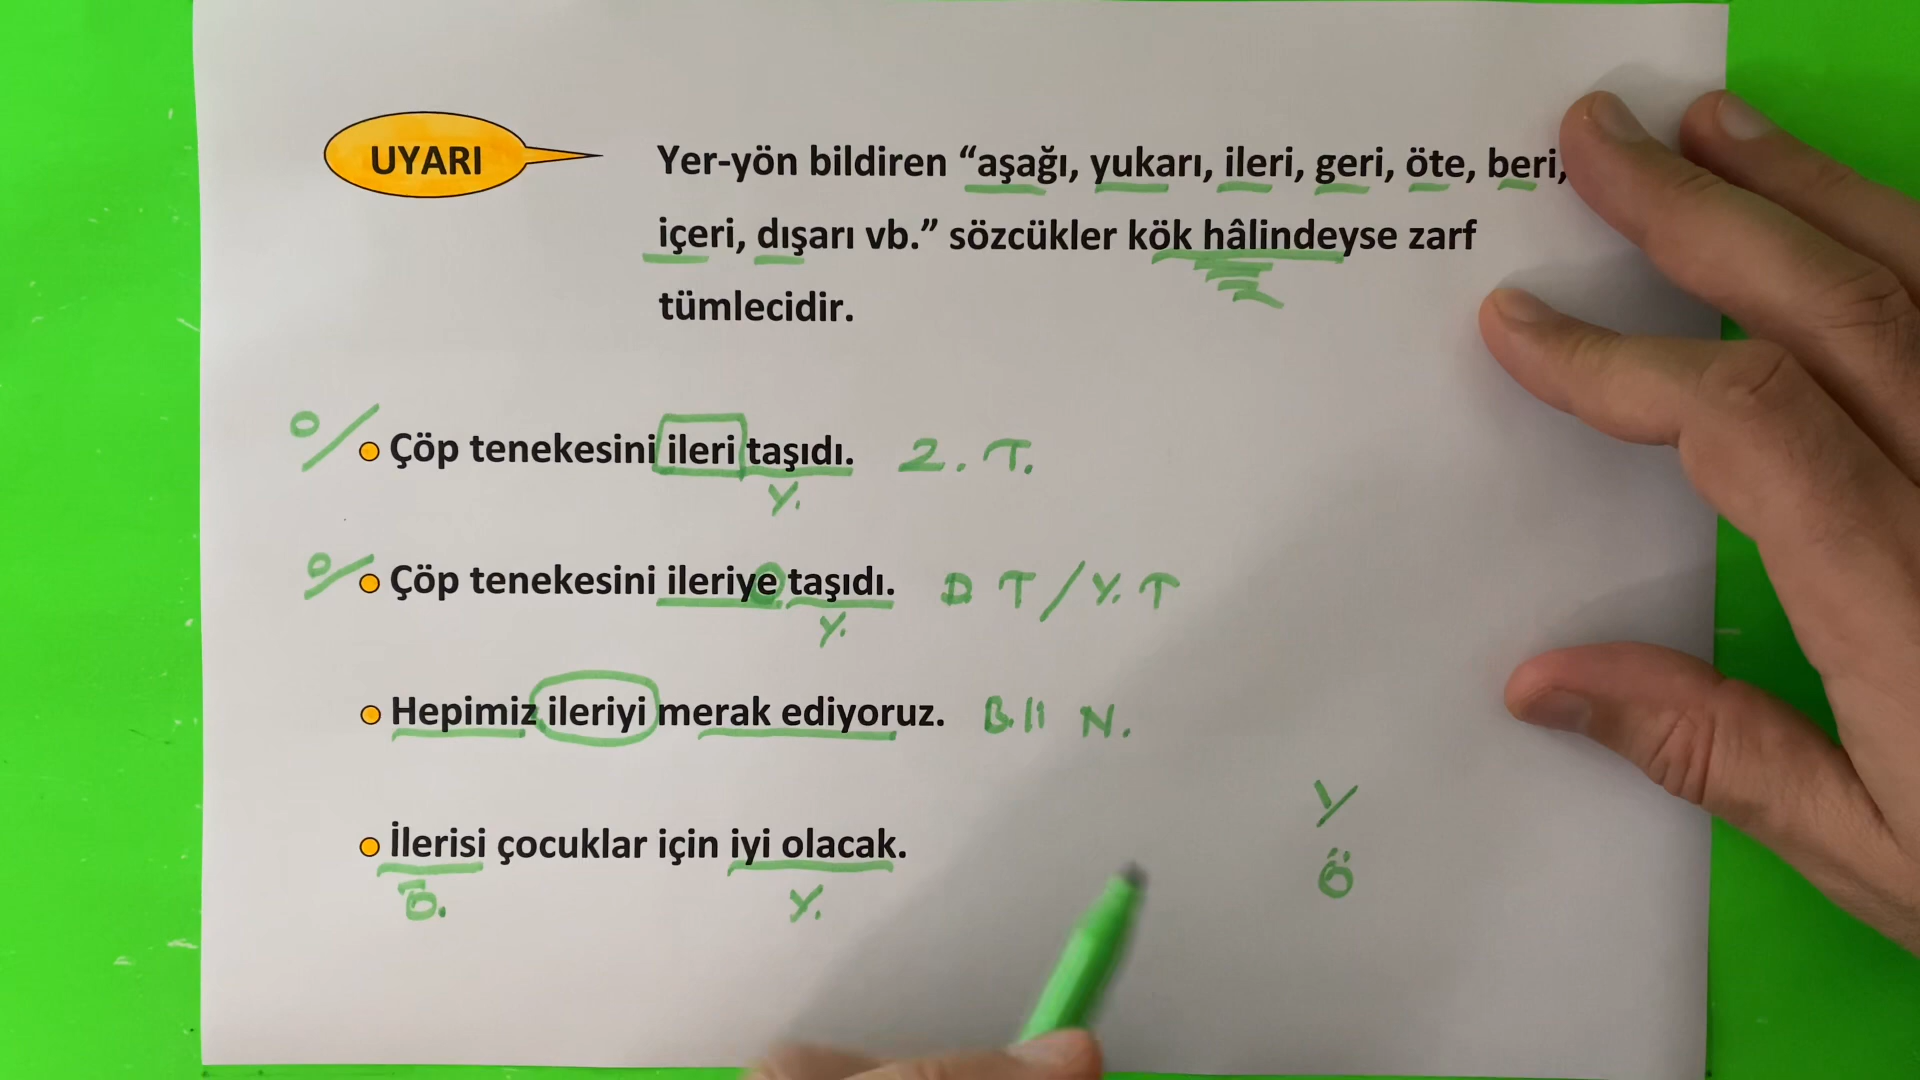 UYARI
Yer-yön bildiren “aşağı, yukarı, ileri, geri, öte, beri,
içeri, dışarı vb.” sözcükler kök hâlindeyse zarf
tümlecidir.
O/ Çöp tenekesini ileri taşıdı. Z. T.
Y.
O/ Çöp tenekesini ileriye taşıdı. D T / Y. T
Y.
Hepimiz ileriyi merak ediyoruz. B.li N.
Y
Ö
İlerisi çocuklar için iyi olacak.
Ö. Y.